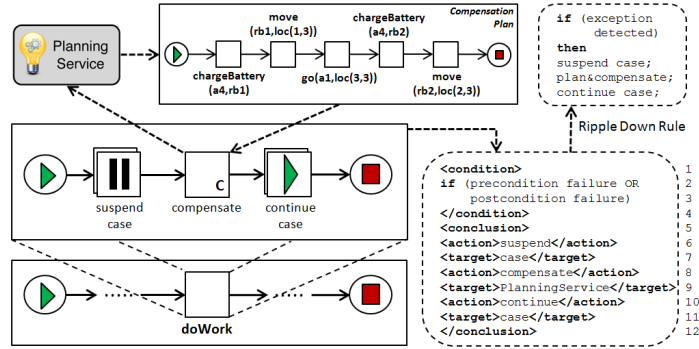 Planning
Service
Compensation
Plan
move
(rb1,loc(1,3))
chargeBattery
(a4,rb2)
chargeBattery
(a4,rb1)
go(a1,loc(3,3))
move
(rb2,loc(2,3))
if (exception
detected)
then
suspend case;
plan&compensate;
continue case;
Ripple Down Rule
C
suspend
case
compensate
continue
case
doWork
<condition> 1
if (precondition failure OR 2
postcondition failure) 3
</condition> 4
<conclusion> 5
<action>suspend</action> 6
<target>case</target> 7
<action>compensate</action> 8
<target>PlanningService</target> 9
<action>continue</action> 10
<target>case</target> 11
</conclusion> 12